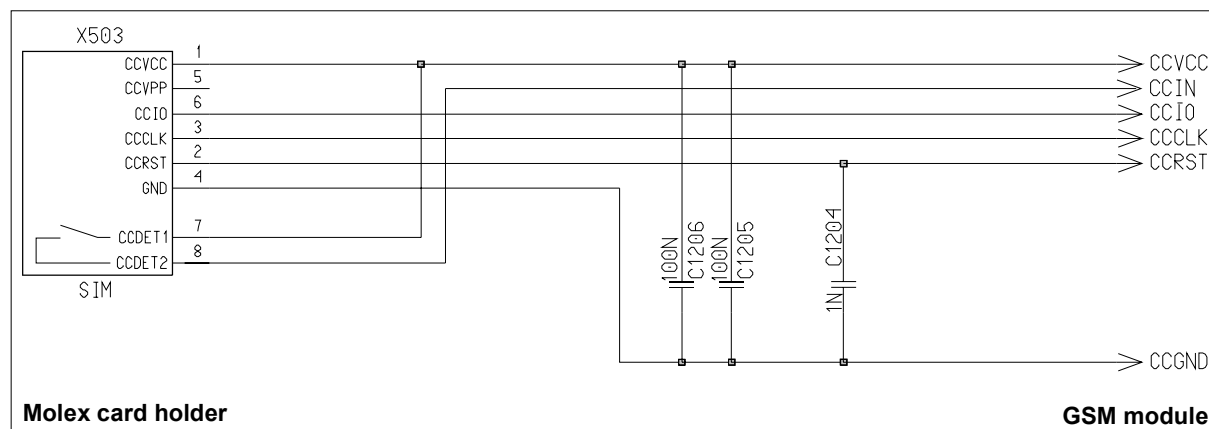 X503
CCVCC 1 CCVCC
CCVPP 5 CCIN
CCIO 6 CCIO
CCCLK 3 CCCLK
CCRST 2 CCRST
GND 4
CCDET1 7
CCDET2 8
SIM
100N
C1206
100N
C1205
1N
C1204
CCGND
Molex card holder
GSM module